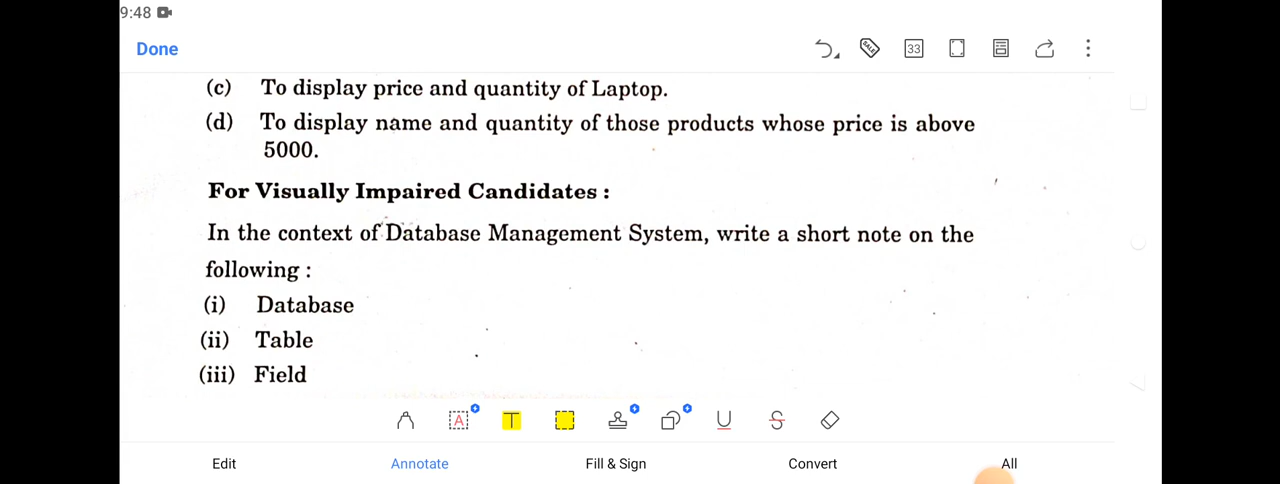 9:48
Done
33
(c) To display price and quantity of Laptop.
(d) To display name and quantity of those products whose price is above
5000.
For Visually Impaired Candidates :
In the context of Database Management System, write a short note on the
following :
(i) Database
(ii) Table
(iii) Field
A T U S
Edit Annotate Fill & Sign Convert All